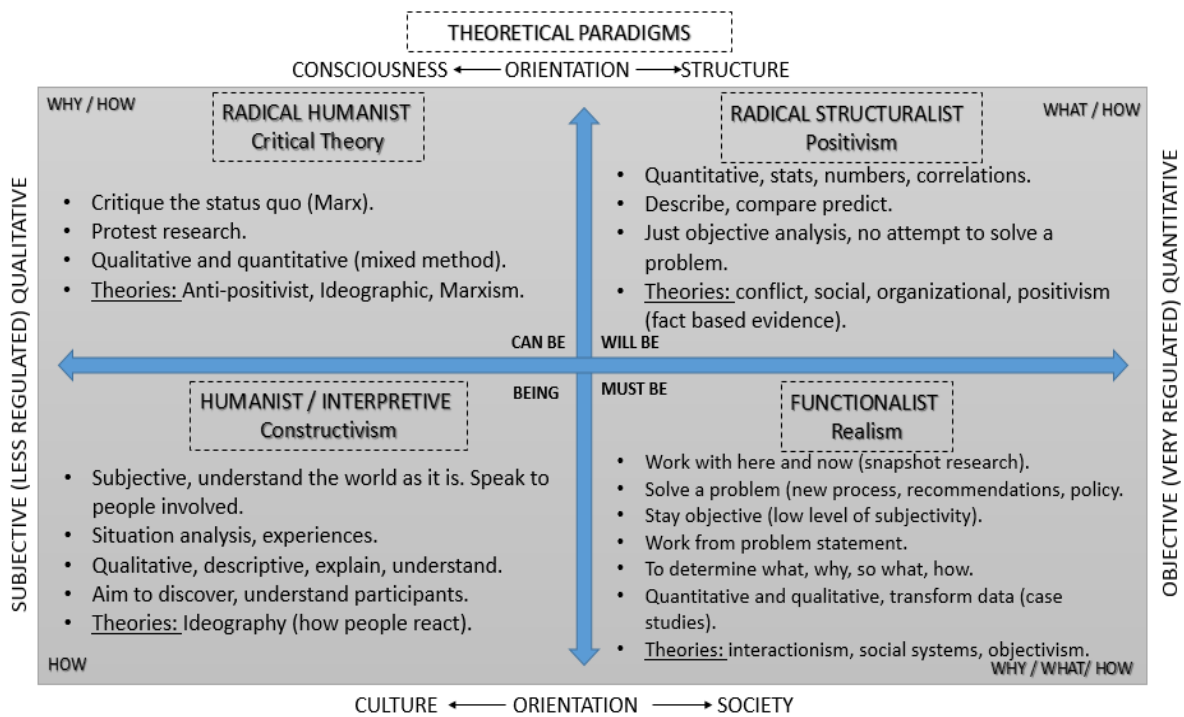 THEORETICAL PARADIGMS
CONSCIOUSNESS ORIENTATION STRUCTURE
SUBJECTIVE (LESS REGULATED) QUALITATIVE
WHY / HOW
RADICAL HUMANIST
Critical Theory
• Critique the status quo (Marx).
• Protest research.
• Qualitative and quantitative (mixed method).
• Theories: Anti-positivist, Ideographic, Marxism.
CAN BE
WHAT / HOW
RADICAL STRUCTURALIST
Positivism
• Quantitative, stats, numbers, correlations.
• Describe, compare predict.
• Just objective analysis, no attempt to solve a
problem.
• Theories: conflict, social, organizational, positivism
(fact based evidence).
WILL BE
BEING
HUMANIST / INTERPRETIVE
Constructivism
• Subjective, understand the world as it is. Speak to
people involved.
• Situation analysis, experiences.
• Qualitative, descriptive, explain, understand.
• Aim to discover, understand participants.
• Theories: Ideography (how people react).
HOW
MUST BE
FUNCTIONALIST
Realism
• Work with here and now (snapshot research).
• Solve a problem (new process, recommendations, policy.
• Stay objective (low level of subjectivity).
• Work from problem statement.
• To determine what, why, so what, how.
• Quantitative and qualitative, transform data (case
studies).
• Theories: interactionism, social systems, objectivism.
WHY / WHAT/ HOW
OBJECTIVE (VERY REGULATED) QUANTITATIVE
CULTURE ORIENTATION SOCIETY